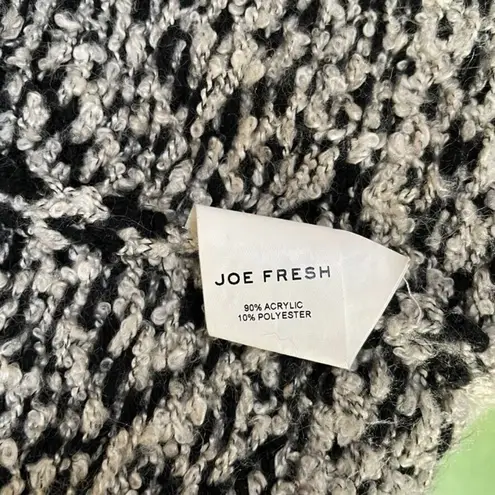 JOE FRESH
90% ACRYLIC
10% POLYESTER